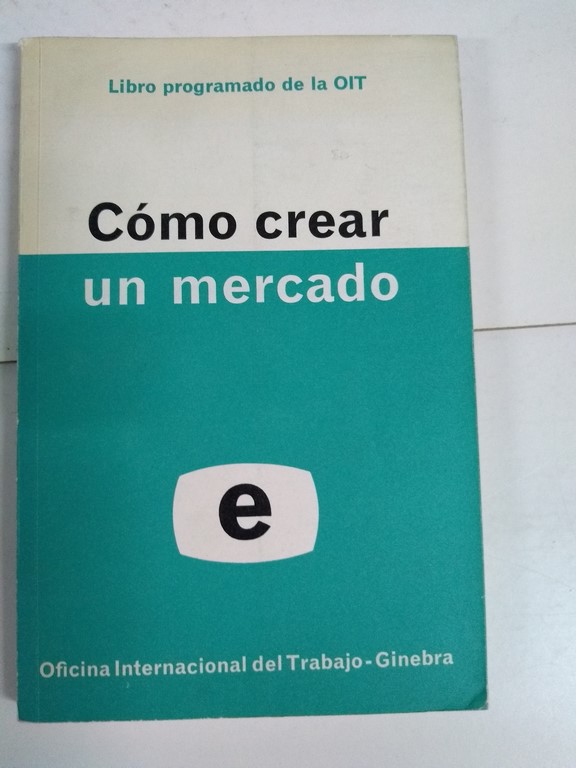 Libro programado de la OIT
Cómo crear
un mercado
e
Oficina Internacional del Trabajo-Ginebra